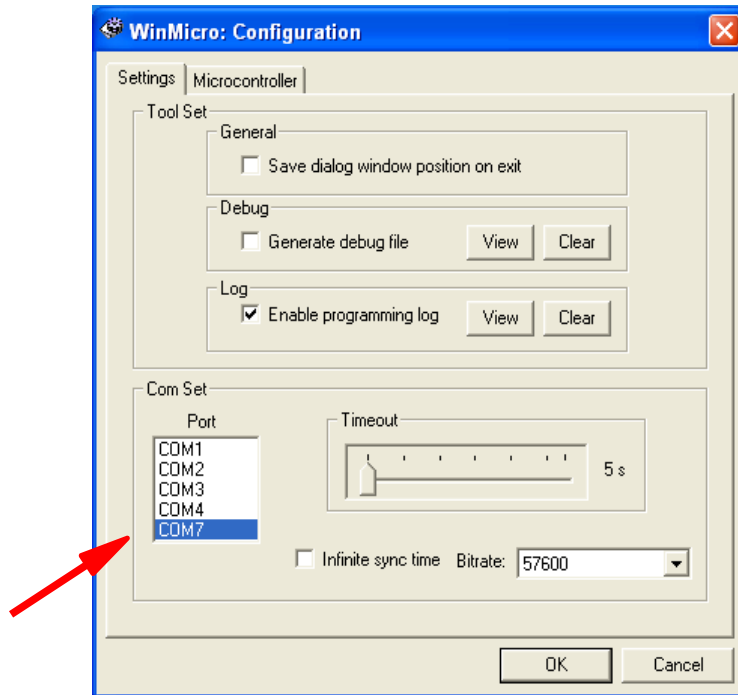 WinMicro: Configuration
Settings Microcontroller
Tool Set
General
Save dialog window position on exit
Debug
Generate debug file View Clear
Log
Enable programming log View Clear
Com Set
Port Timeout
COM1
COM2
COM3
COM4
COM7
5 s
Infinite sync time Bitrate: 57600
OK Cancel